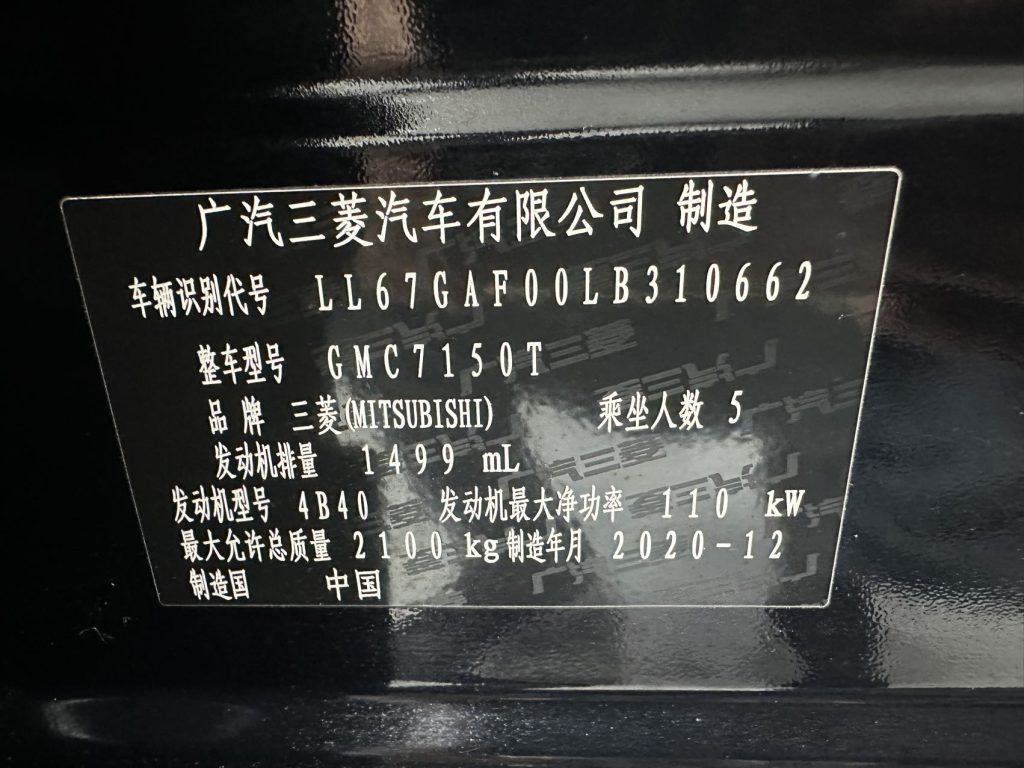 广汽三菱汽车有限公司 制造
车辆识别代号 LL67GAF00LB310662
整车型号 GMC7150T
品牌 三菱(MITSUBISHI) 乘坐人数 5
发动机排量 1499 mL
发动机型号 4B40 发动机最大净功率 110 kW
最大允许总质量 2100 kg 制造年月 2020-12
制造国 中国